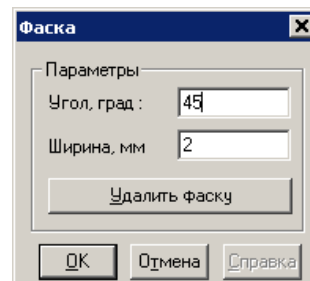 Фаска
Параметры
Угол, град :
45
Ширина, мм
2
Удалить фаску
OK
Отмена
Справка